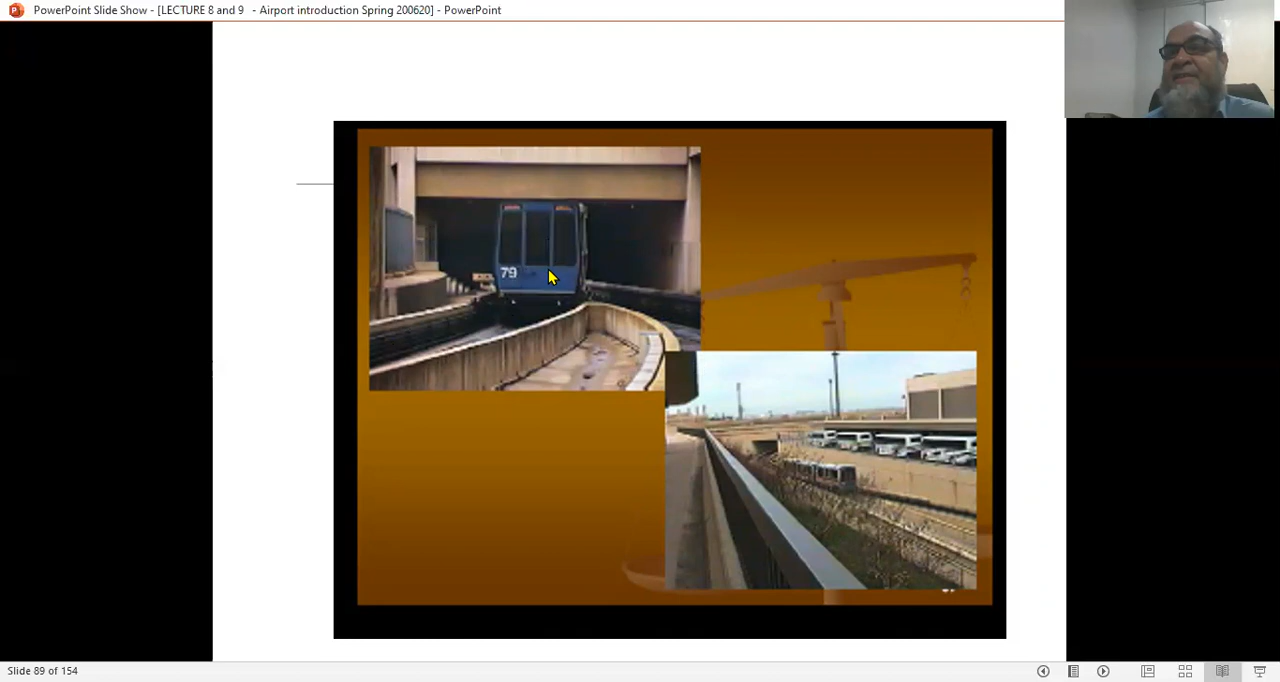 PowerPoint Slide Show - [LECTURE 8 and 9 - Airport introduction Spring 200620] - PowerPoint
79
Slide 89 of 154